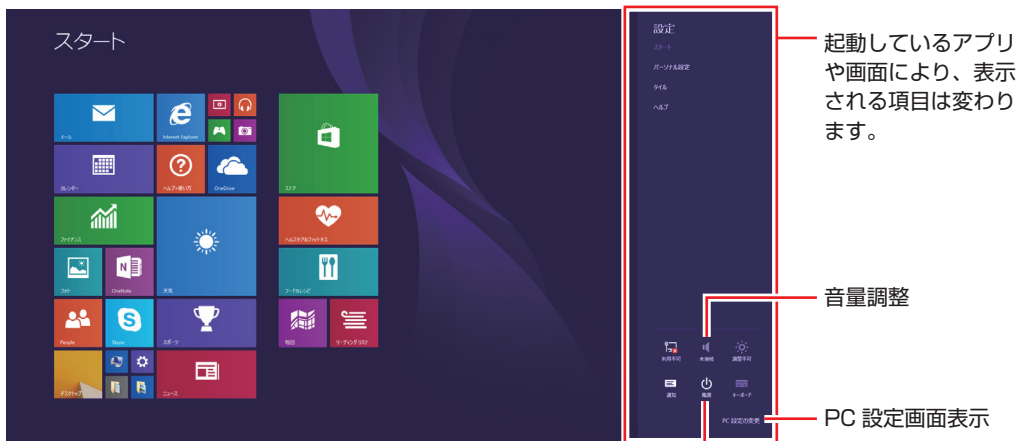 スタート
メール
Internet Explorer
カレンダー
ヘルプ+使い方
OneDrive
ストア
ファイナンス
ヘルスケア&フィットネス
フォト
OneNote
天気
フード&レシピ
People
Skype
スポーツ
地図
リーディング リスト
デスクトップ
ニュース
設定
スタート
パーソナル設定
タイル
ヘルプ
利用不可
未接続
調整不可
通知
電源
キーボード
PC 設定の変更
起動しているアプリ
や画面により、表示
される項目は変わり
ます。
音量調整
PC 設定画面表示